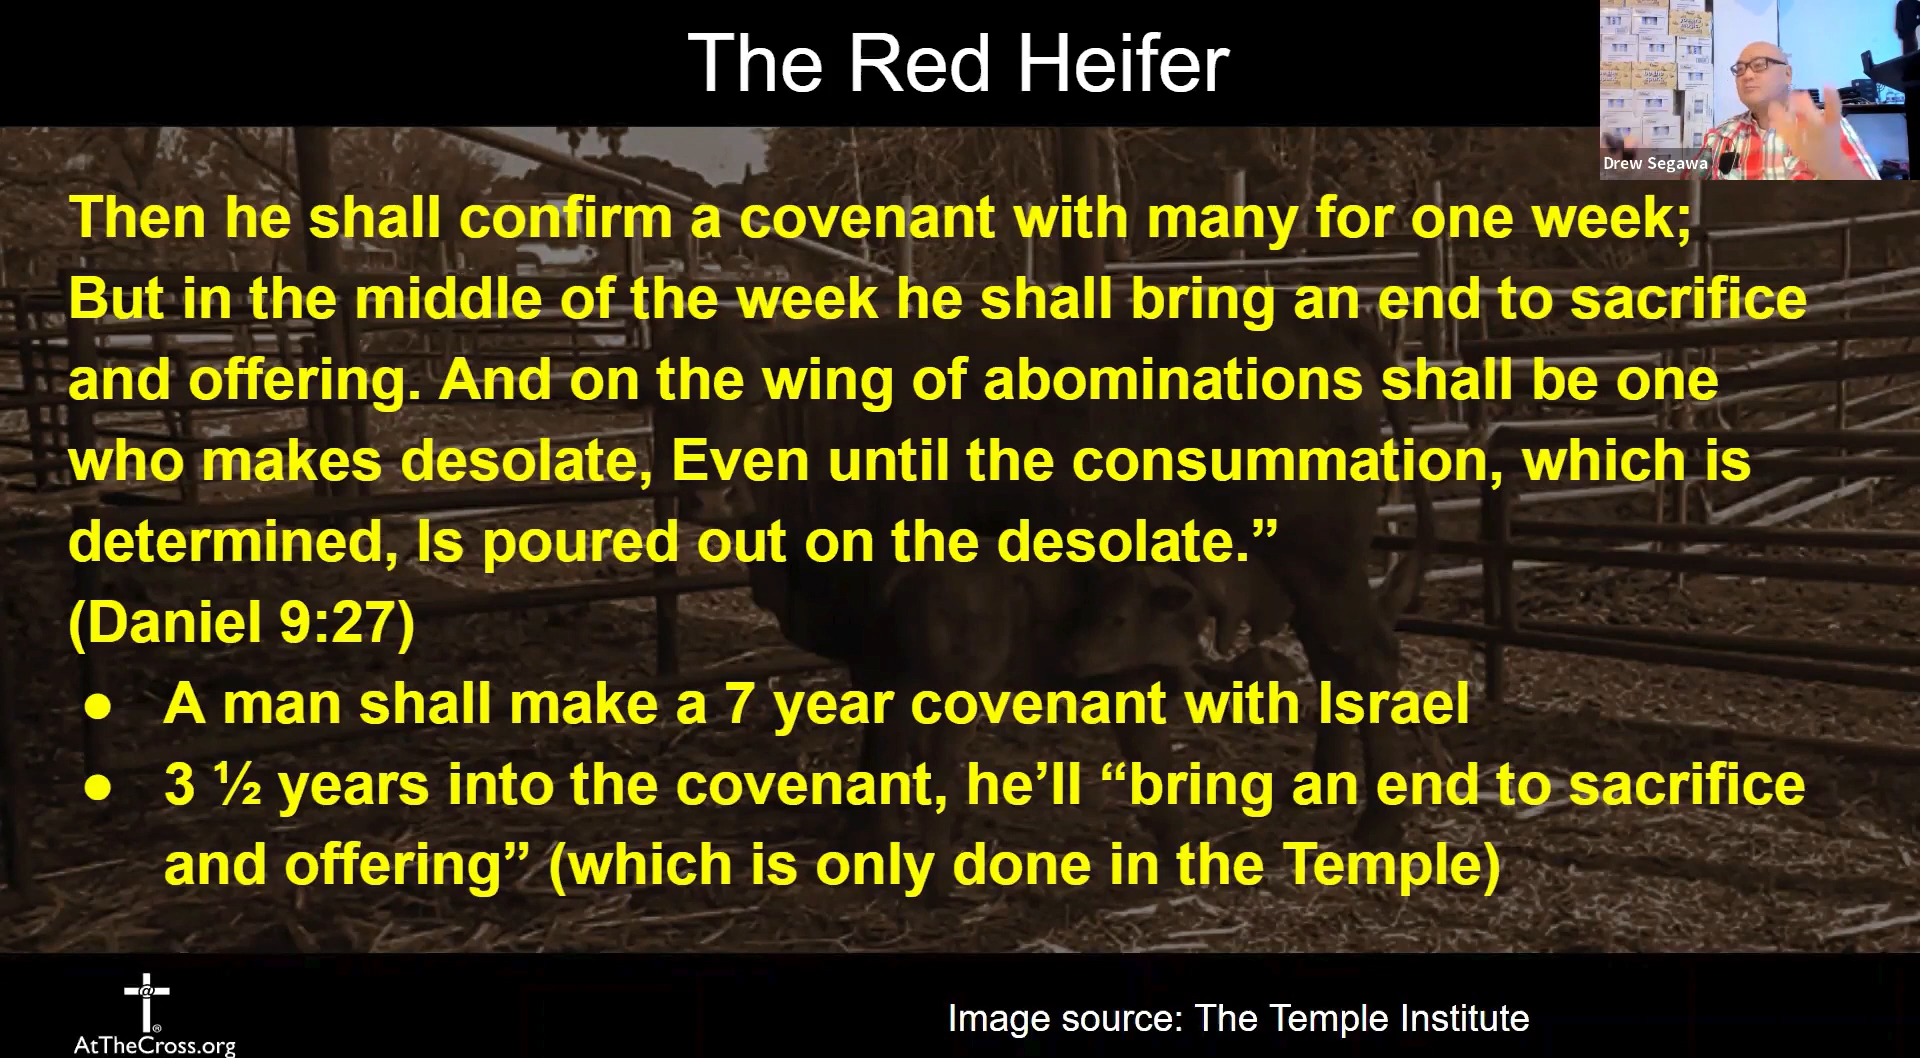 The Red Heifer
Drew Segawa
Then he shall confirm a covenant with many for one week;
But in the middle of the week he shall bring an end to sacrifice
and offering. And on the wing of abominations shall be one
who makes desolate, Even until the consummation, which is
determined, Is poured out on the desolate.”
(Daniel 9:27)
● A man shall make a 7 year covenant with Israel
● 3 ½ years into the covenant, he’ll “bring an end to sacrifice
and offering” (which is only done in the Temple)
@
®
AtTheCross.org
Image source: The Temple Institute